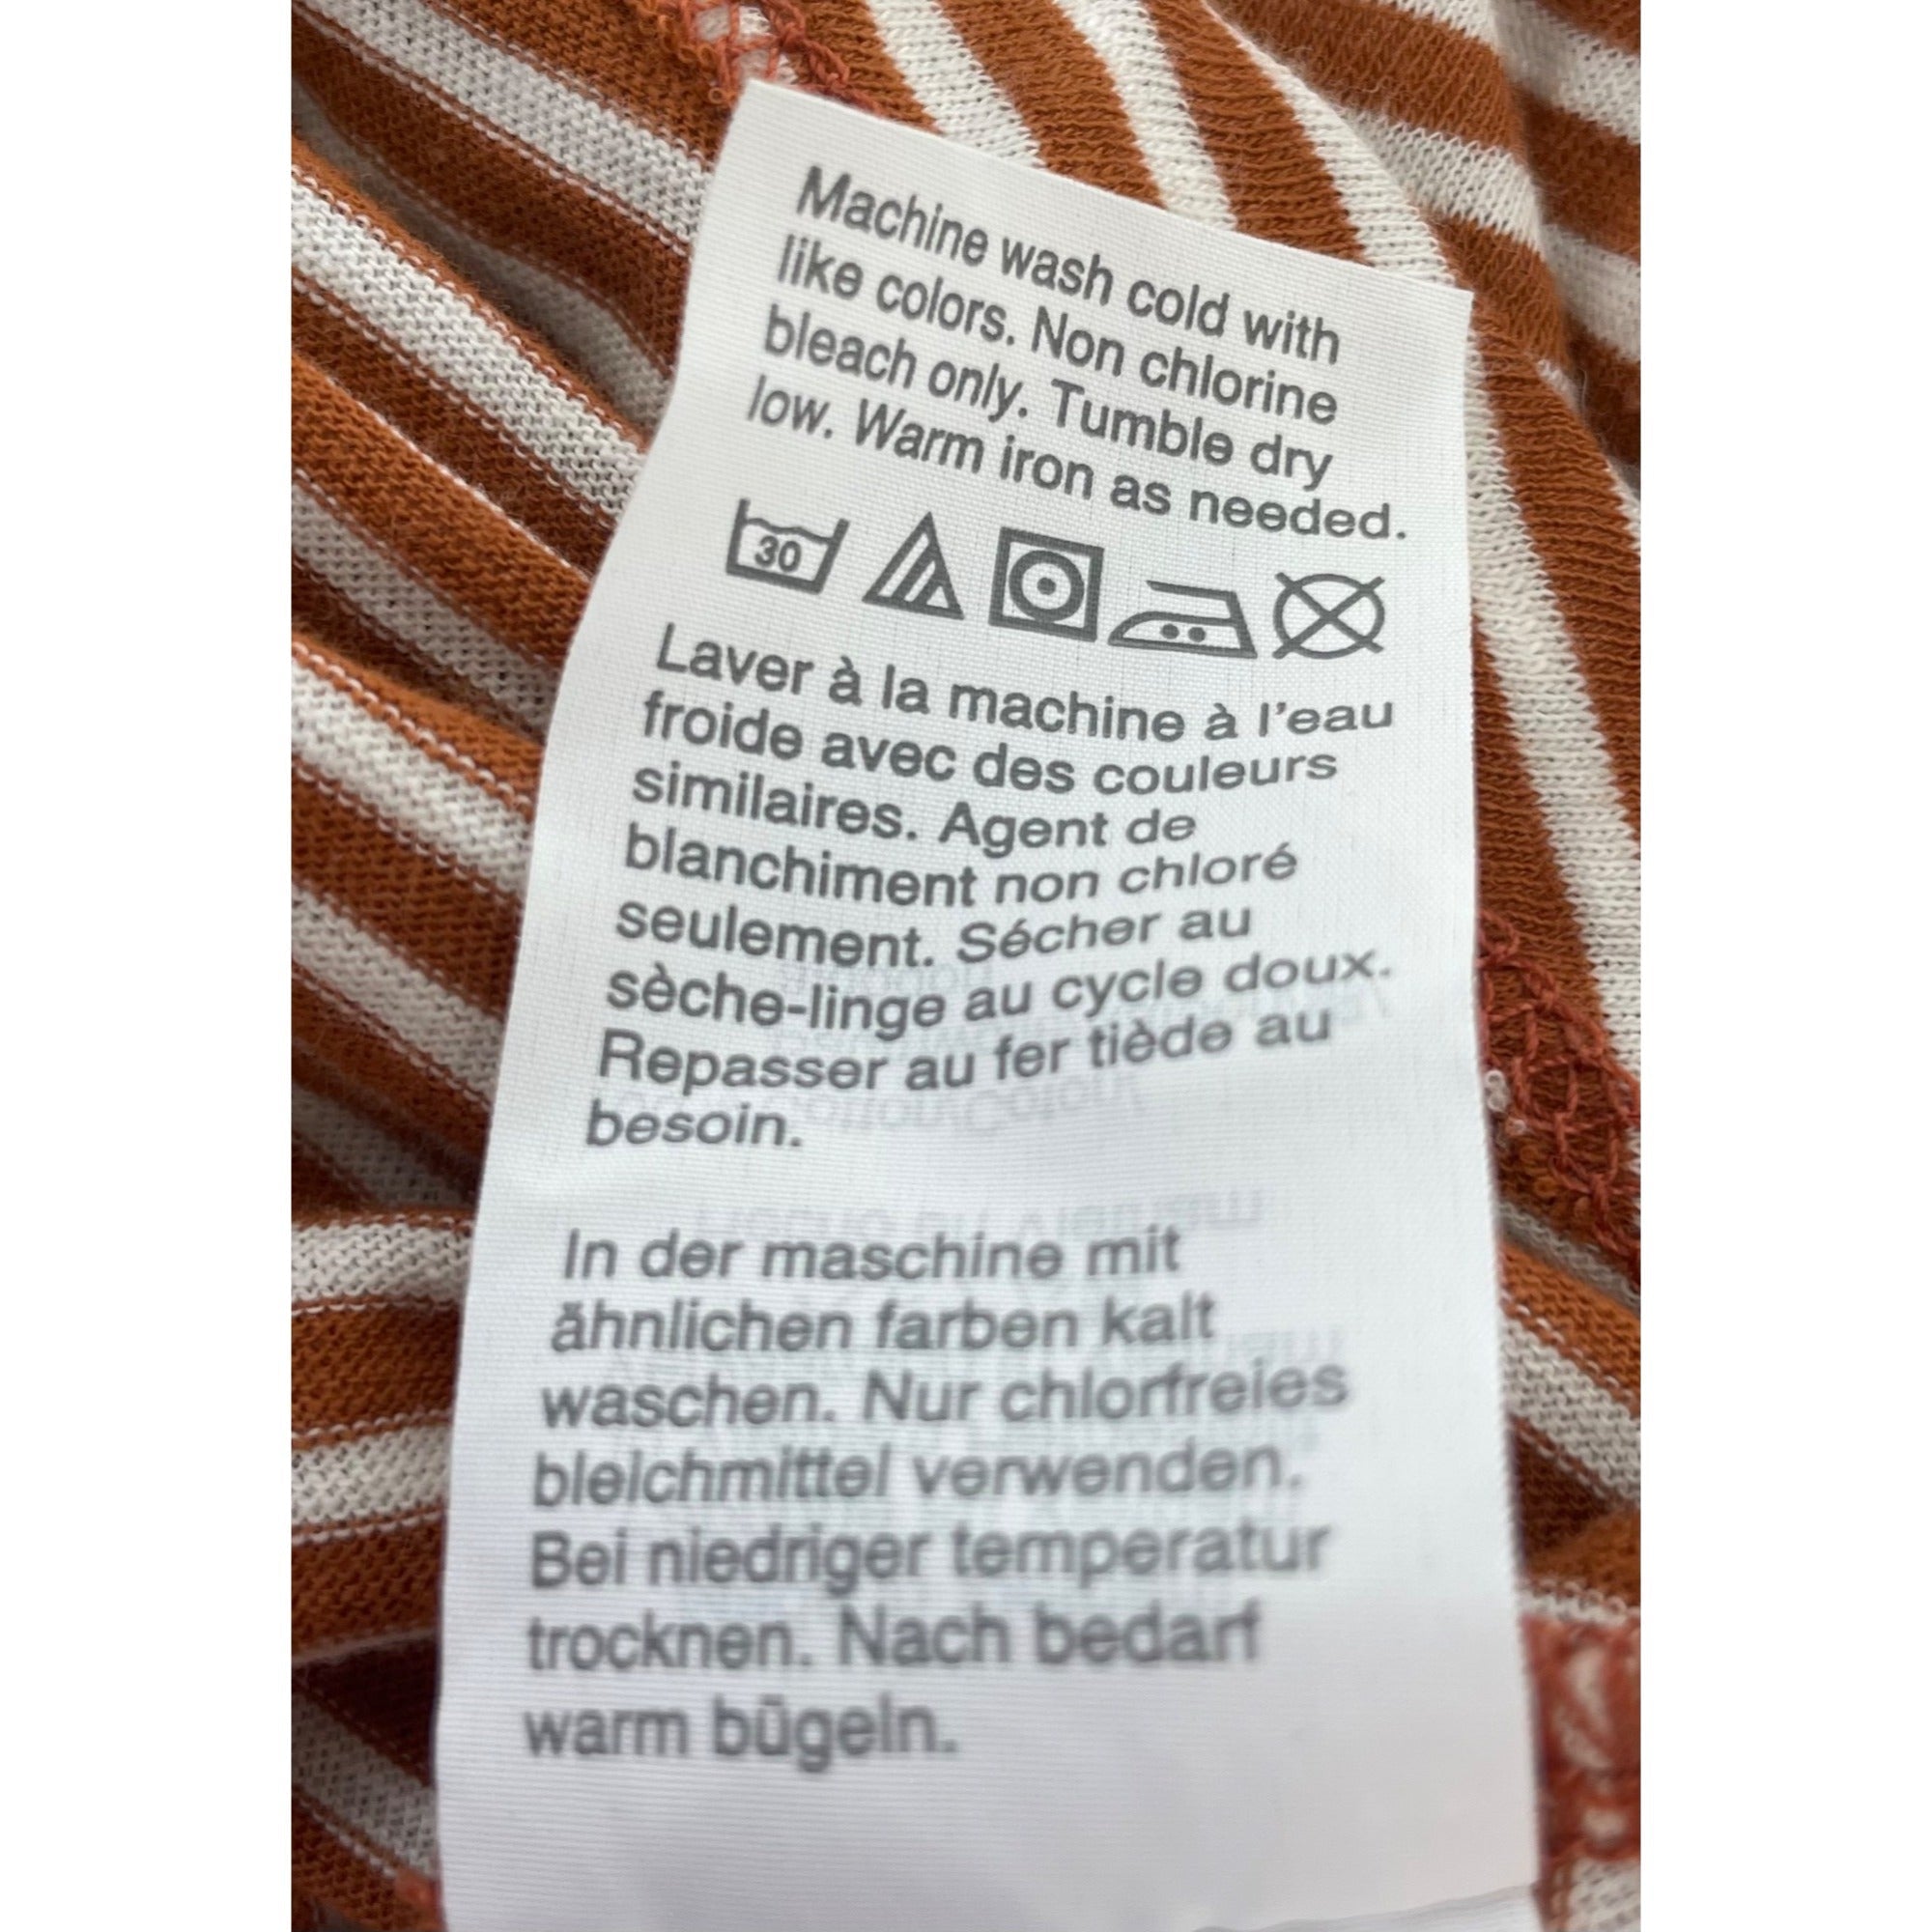 Machine wash cold with
like colors. Non chlorine
bleach only. Tumble dry
low. Warm iron as needed.
30
Laver à la machine à l'eau
froide avec des couleurs
similaires. Agent de
blanchiment non chloré
seulement. Sécher au
sèche-linge au cycle doux.
Repasser au fer tiède au
besoin.
In der maschine mit
ähnlichen farben kalt
waschen. Nur chlorfreies
bleichmittel verwenden.
Bei niedriger temperatur
trocknen. Nach bedarf
warm bügeln.